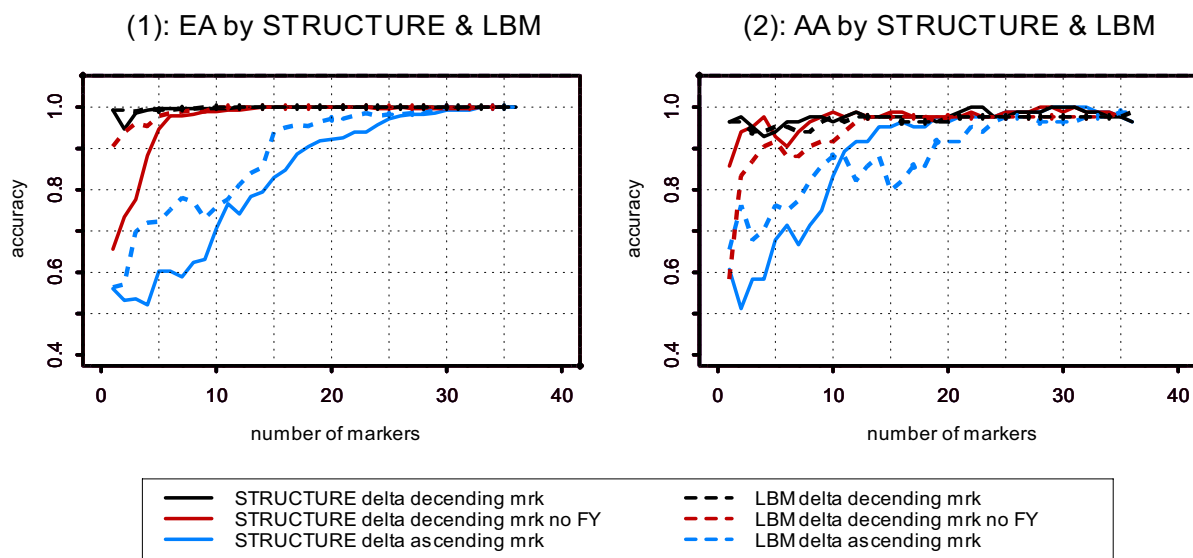 (1): EA by STRUCTURE & LBM
(2): AA by STRUCTURE & LBM
accuracy
1.0
0.8
0.6
0.4
0 10 20 30 40
number of markers
accuracy
1.0
0.8
0.6
0.4
0 10 20 30 40
number of markers
STRUCTURE delta decending mrk
STRUCTURE delta decending mrk no FY
STRUCTURE delta ascending mrk
LBM delta decending mrk
LBM delta decending mrk no FY
LBM delta ascending mrk